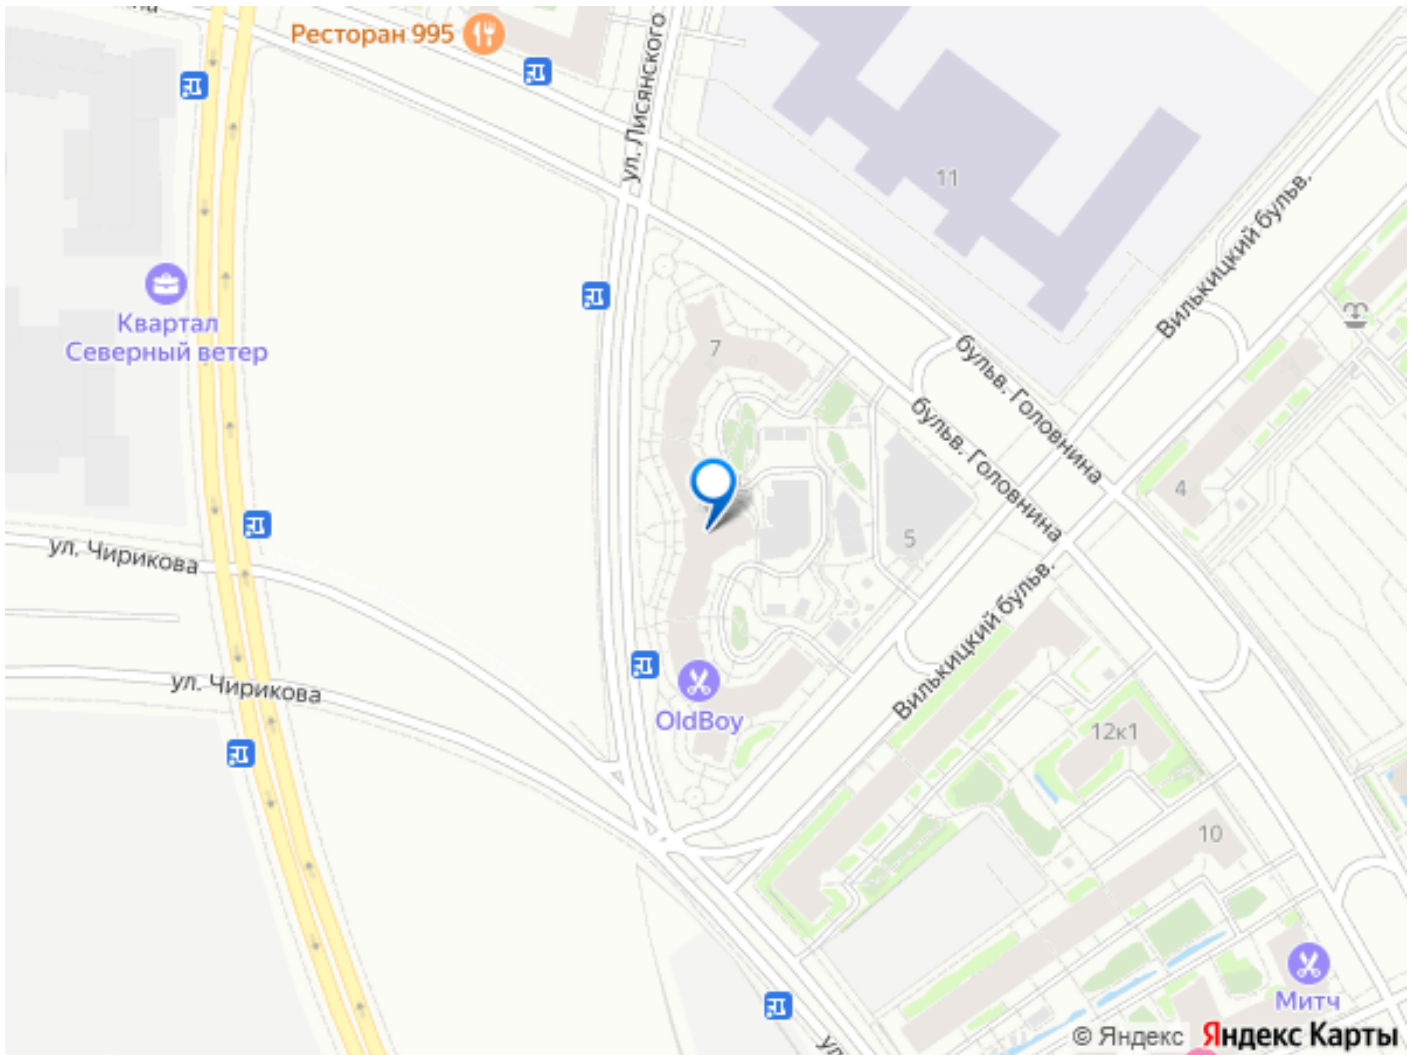 Ресторан 995
ул. Лисянского
11
Вилькицкий бульв.
Квартал
Северный ветер
7
бульв. Головнина
бульв. Головнина
4
5
ул. Чирикова
Вилькицкий бульв.
ул. Чирикова
OldBoy
12к1
10
Митч
© Яндекс Яндекс Карты